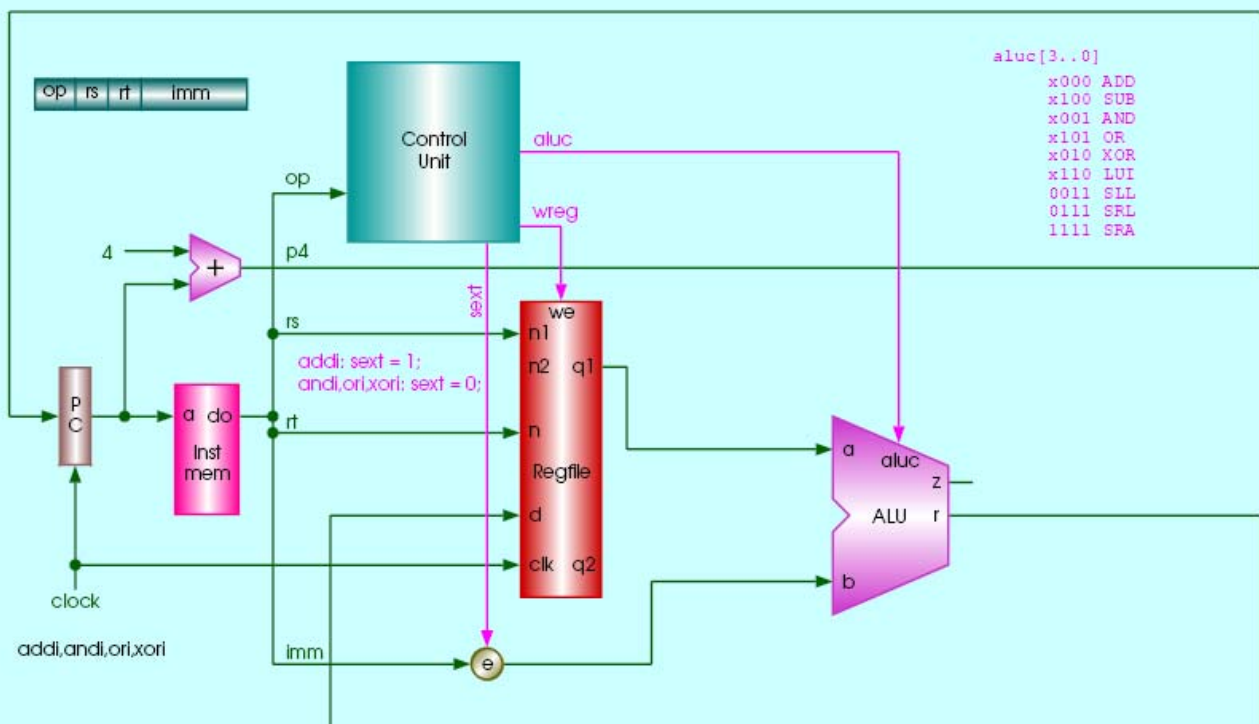 aluc[3..0]
x000 ADD
x100 SUB
x001 AND
x101 OR
x010 XOR
x110 LUI
0011 SLL
0111 SRL
1111 SRA
op rs rt imm
Control
Unit
aluc
op
wreg
4
+
p4
sext
we
rs
n1
addi: sext = 1;
andi,ori,xori: sext = 0;
n2 q1
P
C
a do
Inst
mem
rt
n
Regfile
a
aluc
z
ALU
r
d
clk q2
b
clock
addi,andi,ori,xori
imm
e